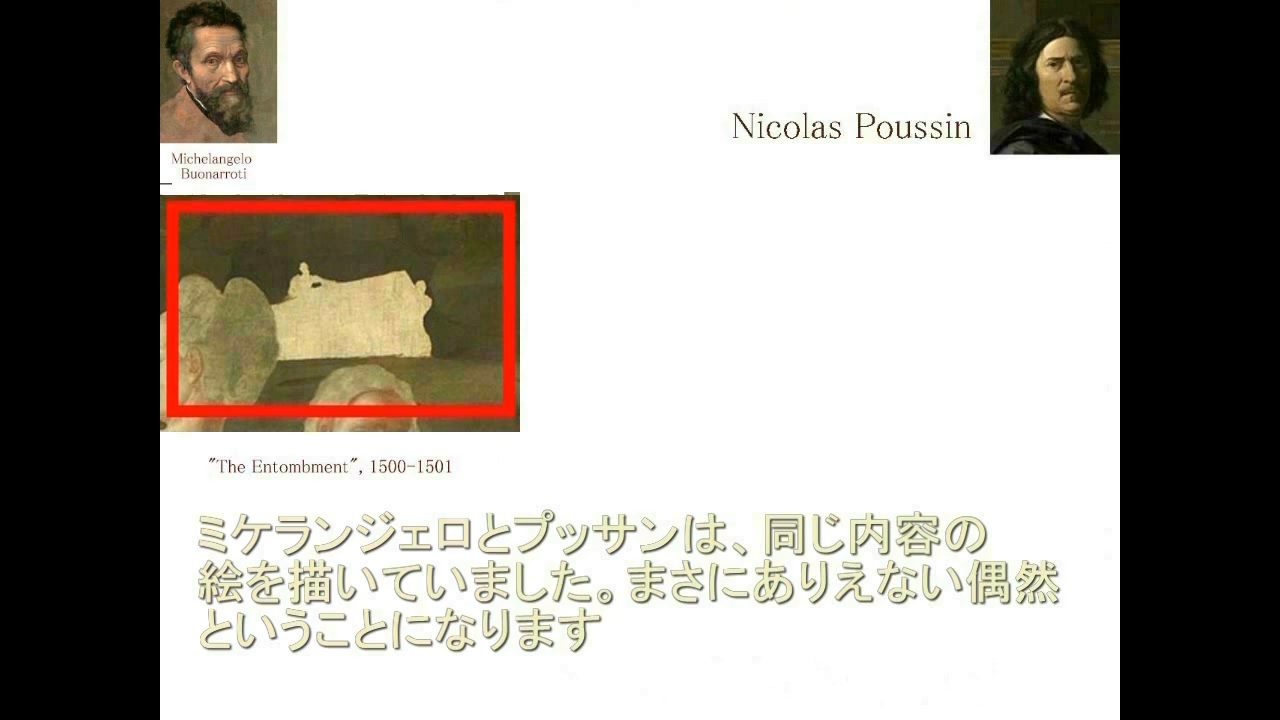 Nicolas Poussin
Michelangelo
Buonarroti
"The Entombment", 1500-1501
ミケランジェロとプッサンは、同じ内容の
絵を描いていました。まさにありえない偶然
ということになります